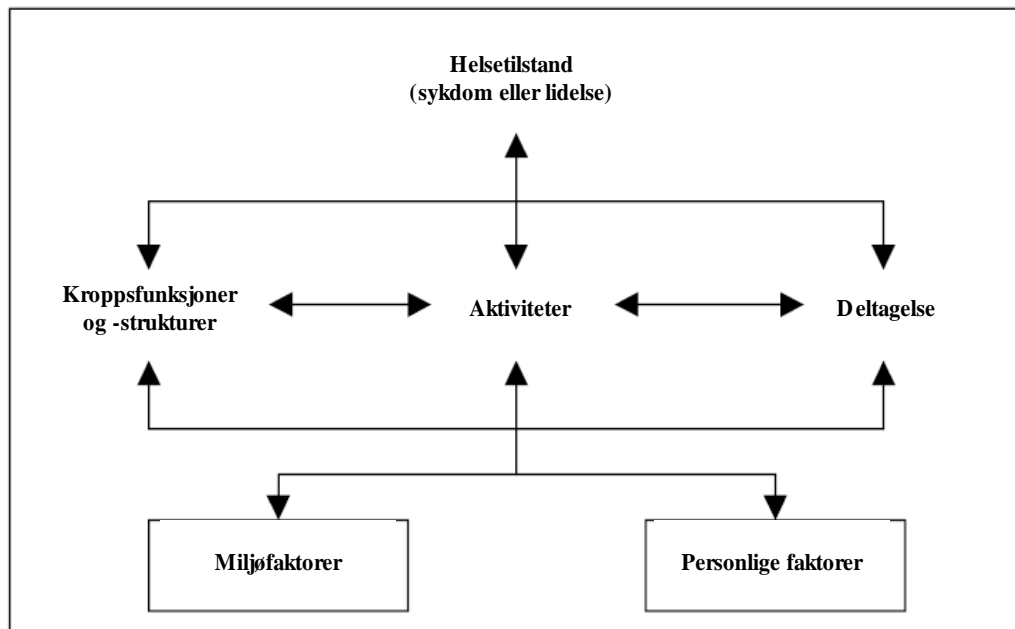 Helsetilstand
(sykdom eller lidelse)
Kroppsfunksjoner
og -strukturer
Aktiviteter
Deltagelse
Miljøfaktorer
Personlige faktorer